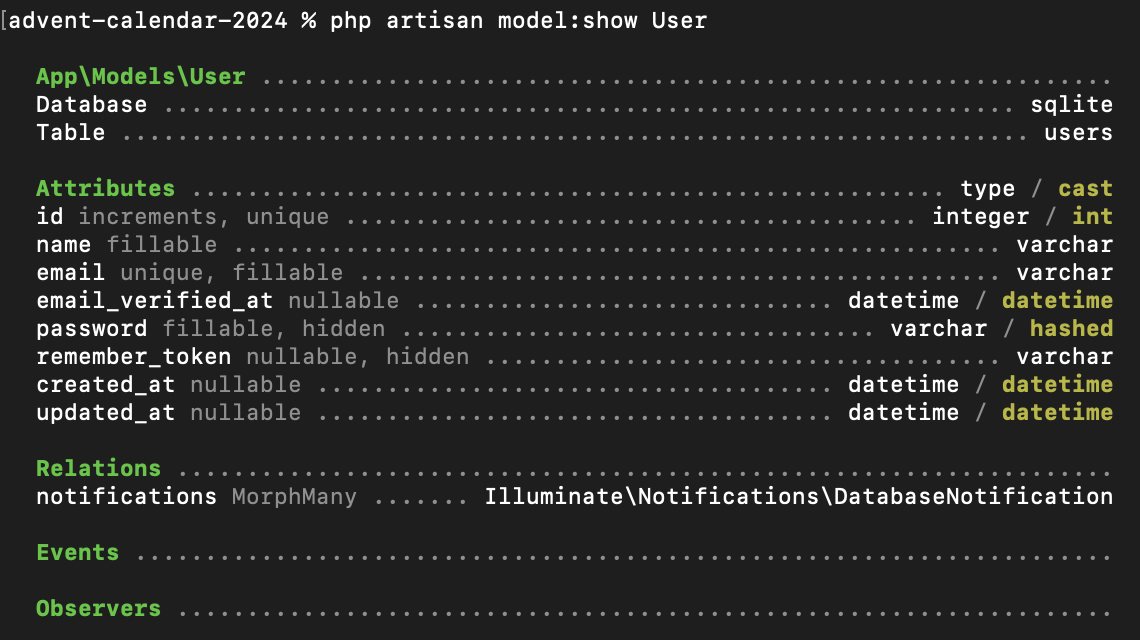 [advent-calendar-2024 % php artisan model:show User
App\Models\User .............................................................
Database ............................................................. sqlite
Table ................................................................. users
Attributes ...................................................... type / cast
id increments, unique ......................................... integer / int
name fillable ....................................................... varchar
email unique, fillable .............................................. varchar
email_verified_at nullable .............................. datetime / datetime
password fillable, hidden .................................. varchar / hashed
remember_token nullable, hidden ..................................... varchar
created_at nullable ..................................... datetime / datetime
updated_at nullable ..................................... datetime / datetime
Relations ...................................................................
notifications MorphMany ....... Illuminate\Notifications\DatabaseNotification
Events ......................................................................
Observers ...................................................................